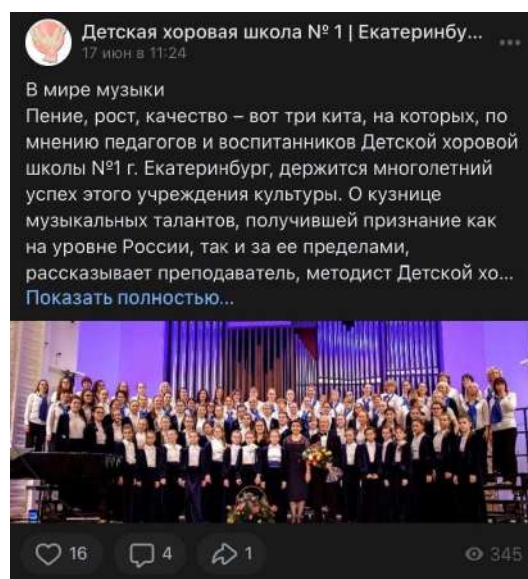 Детская хоровая школа № 1 | Екатеринбу...
17 июн в 11:24
В мире музыки
Пение, рост, качество – вот три кита, на которых, по
мнению педагогов и воспитанников Детской хоровой
школы №1 г. Екатеринбург, держится многолетний
успех этого учреждения культуры. О кузнице
музыкальных талантов, получившей признание как
на уровне России, так и за ее пределами,
рассказывает преподаватель, методист Детской хо...
Показать полностью...
16 4 1 345